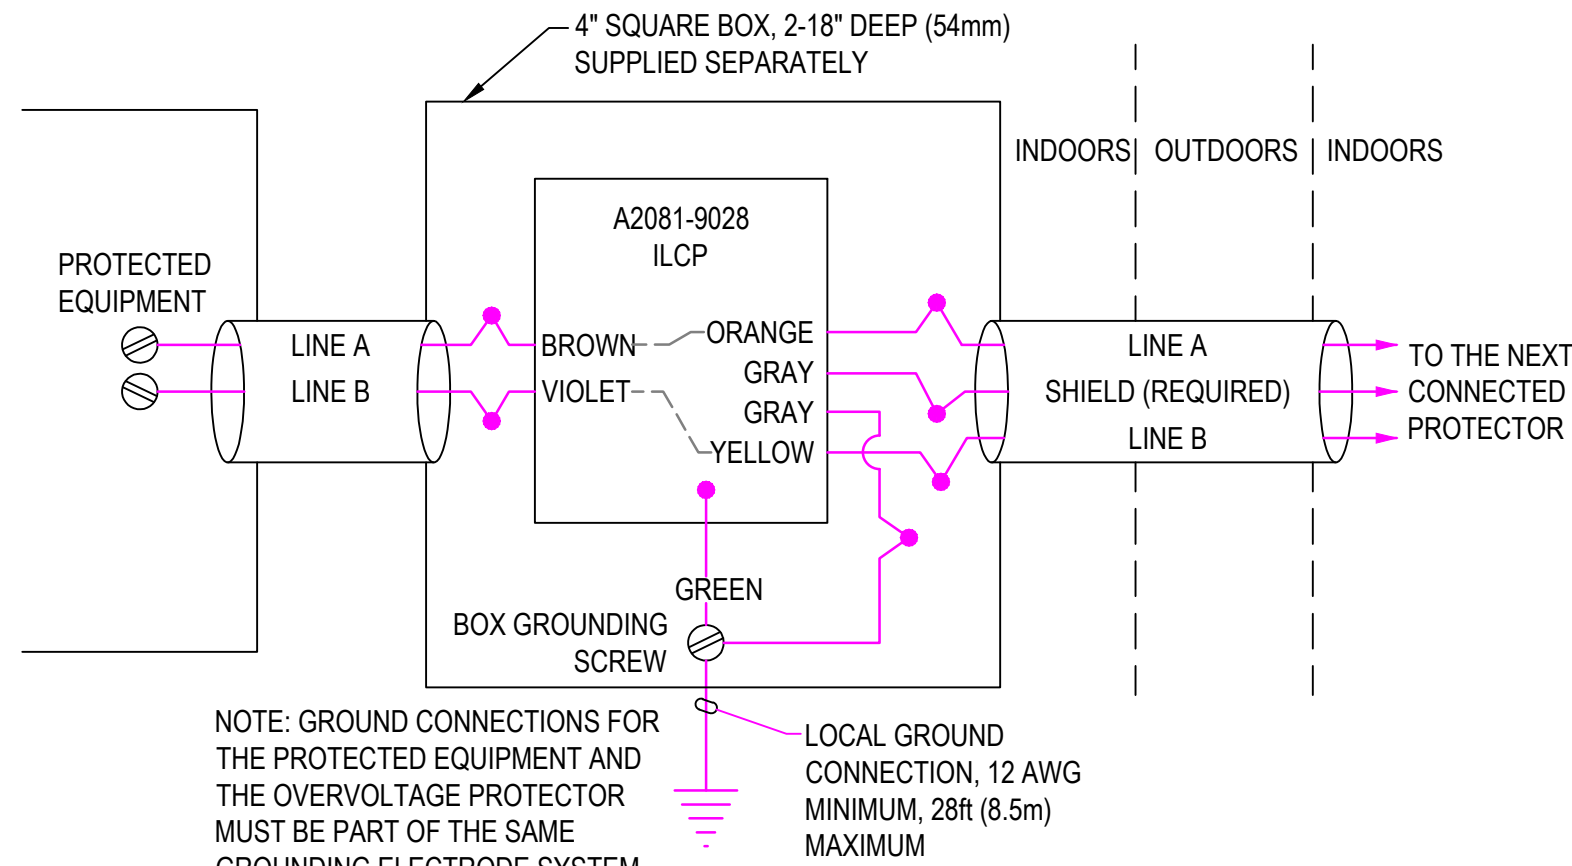 4" SQUARE BOX, 2-18" DEEP (54mm)
SUPPLIED SEPARATELY
INDOORS
OUTDOORS
INDOORS
A2081-9028
ILCP
PROTECTED
EQUIPMENT
LINE A
LINE B
BROWN
VIOLET
ORANGE
GRAY
GRAY
YELLOW
LINE A
SHIELD (REQUIRED)
LINE B
TO THE NEXT
CONNECTED
PROTECTOR
GREEN
BOX GROUNDING
SCREW
NOTE: GROUND CONNECTIONS FOR
THE PROTECTED EQUIPMENT AND
THE OVERVOLTAGE PROTECTOR
MUST BE PART OF THE SAME
GROUNDING ELECTRODE SYSTEM
LOCAL GROUND
CONNECTION, 12 AWG
MINIMUM, 28ft (8.5m)
MAXIMUM